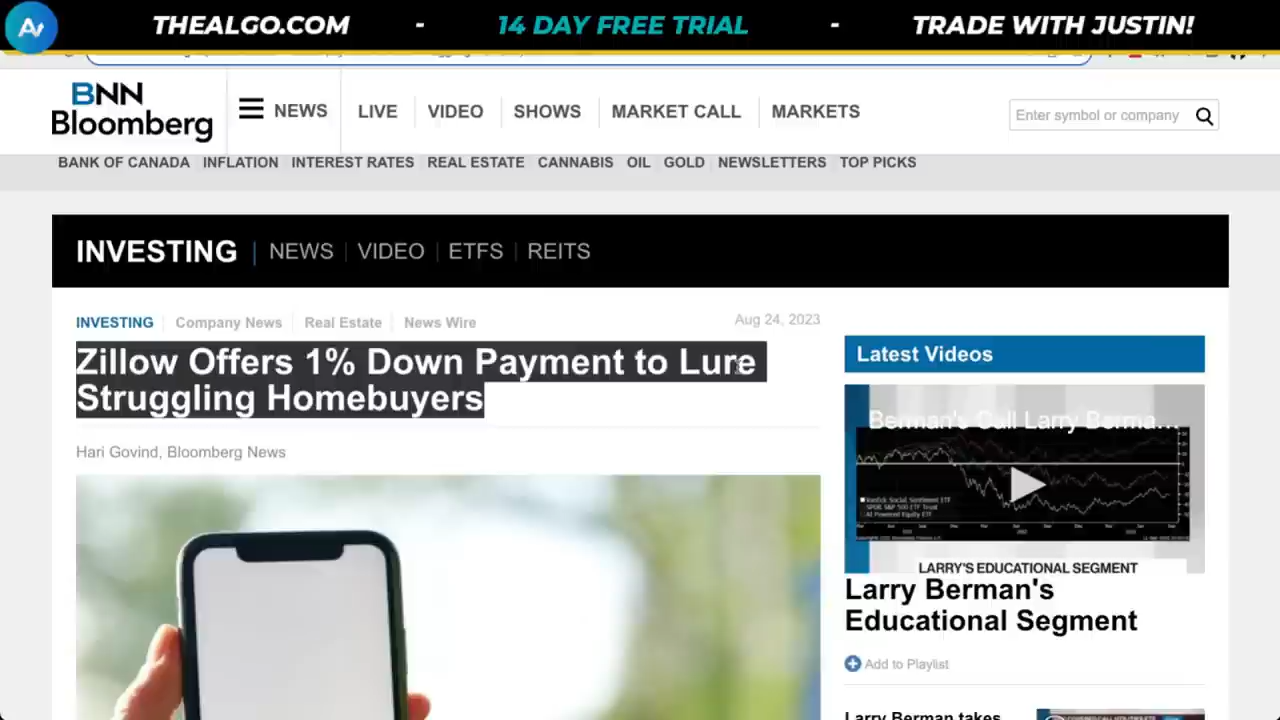 THEALGO.COM - 14 DAY FREE TRIAL - TRADE WITH JUSTIN!
BNN
Bloomberg
NEWS LIVE VIDEO SHOWS MARKET CALL MARKETS
Enter symbol or company
BANK OF CANADA INFLATION INTEREST RATES REAL ESTATE CANNABIS OIL GOLD NEWSLETTERS TOP PICKS
INVESTING | NEWS | VIDEO | ETFS | REITS
INVESTING Company News Real Estate News Wire
Aug 24, 2023
Zillow Offers 1% Down Payment to Lure
Struggling Homebuyers
Hari Govind, Bloomberg News
Latest Videos
Berman's Call Larry Berma...
LARRY'S EDUCATIONAL SEGMENT
Larry Berman's
Educational Segment
Add to Playlist
Larry Berman takes